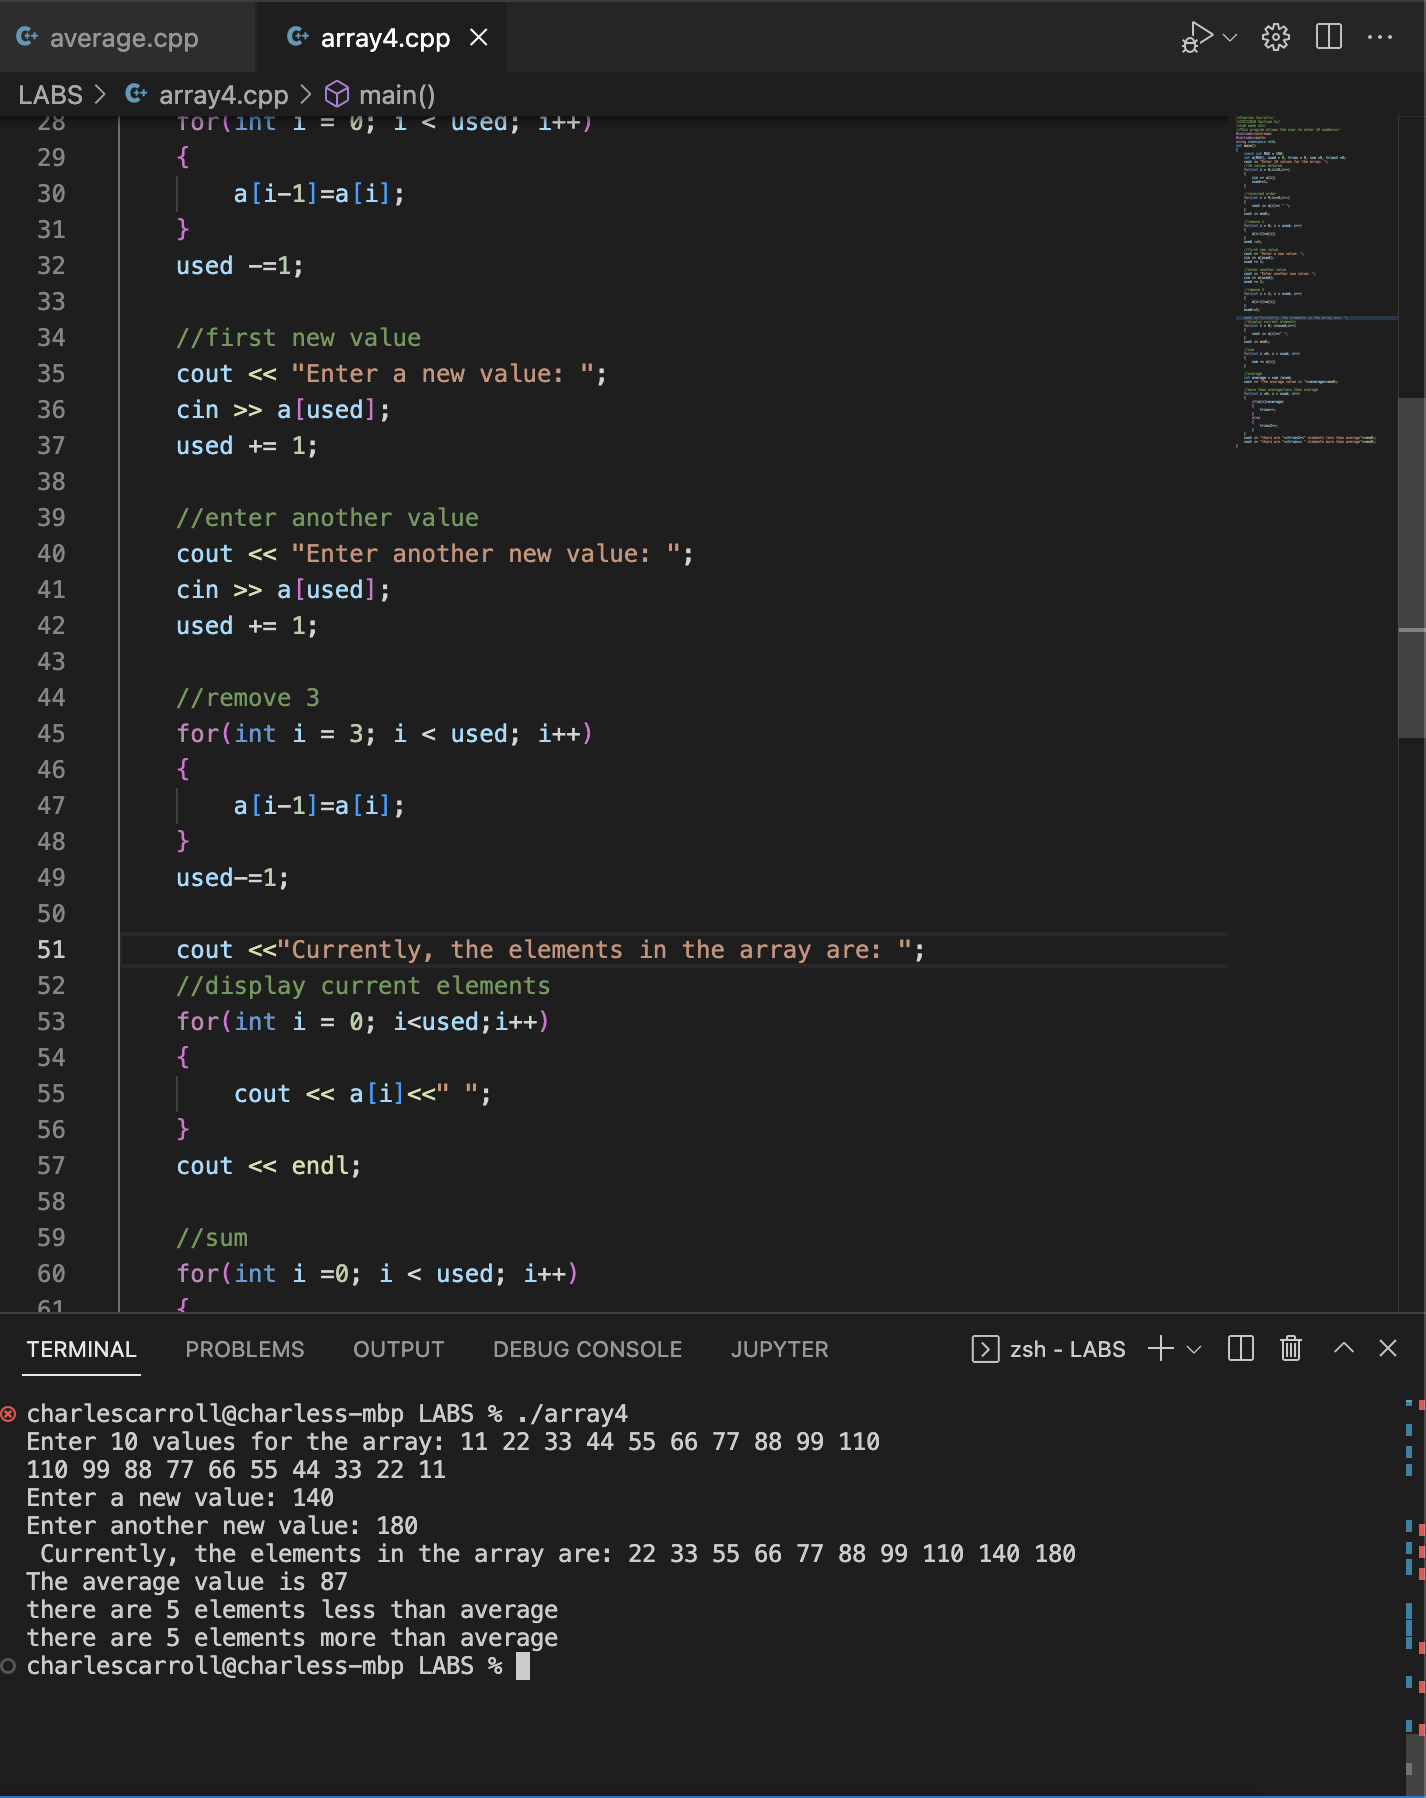 average.cpp
array4.cpp
LABS > array4.cpp > main()
28 for(int i = 0; i < used; i++)
29 {
30 a[i-1]=a[i];
31 }
32 used -=1;
33
34 //first new value
35 cout << "Enter a new value: ";
36 cin >> a[used];
37 used += 1;
38
39 //enter another value
40 cout << "Enter another new value: ";
41 cin >> a[used];
42 used += 1;
43
44 //remove 3
45 for(int i = 3; i < used; i++)
46 {
47 a[i-1]=a[i];
48 }
49 used-=1;
50
51 cout <<"Currently, the elements in the array are: ";
52 //display current elements
53 for(int i = 0; i<used;i++)
54 {
55 cout << a[i]<<" ";
56 }
57 cout << endl;
58
59 //sum
60 for(int i =0; i < used; i++)
61 {
TERMINAL PROBLEMS OUTPUT DEBUG CONSOLE JUPYTER zsh - LABS
charlescarroll@charless-mbp LABS % ./array4
Enter 10 values for the array: 11 22 33 44 55 66 77 88 99 110
110 99 88 77 66 55 44 33 22 11
Enter a new value: 140
Enter another new value: 180
Currently, the elements in the array are: 22 33 55 66 77 88 99 110 140 180
The average value is 87
there are 5 elements less than average
there are 5 elements more than average
charlescarroll@charless-mbp LABS %